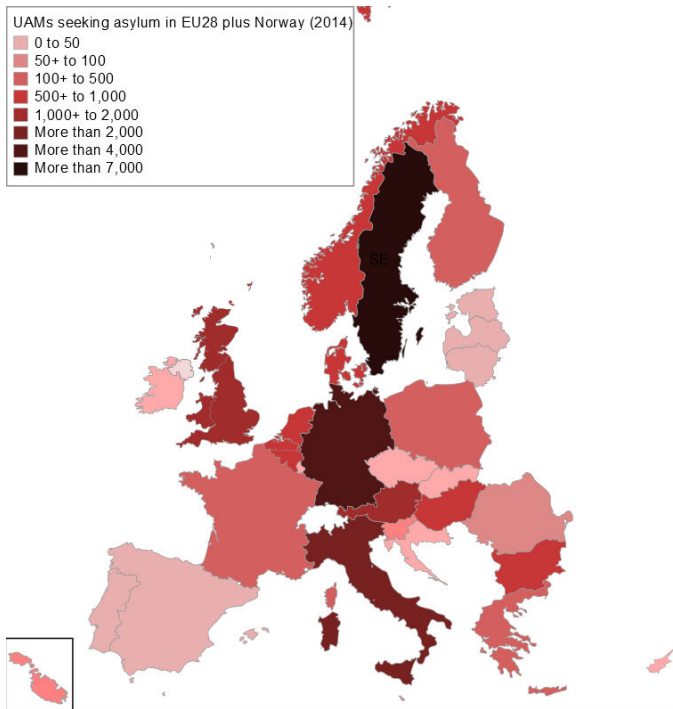 UAMs seeking asylum in EU28 plus Norway (2014)
0 to 50
50+ to 100
100+ to 500
500+ to 1,000
1,000+ to 2,000
More than 2,000
More than 4,000
More than 7,000
SE